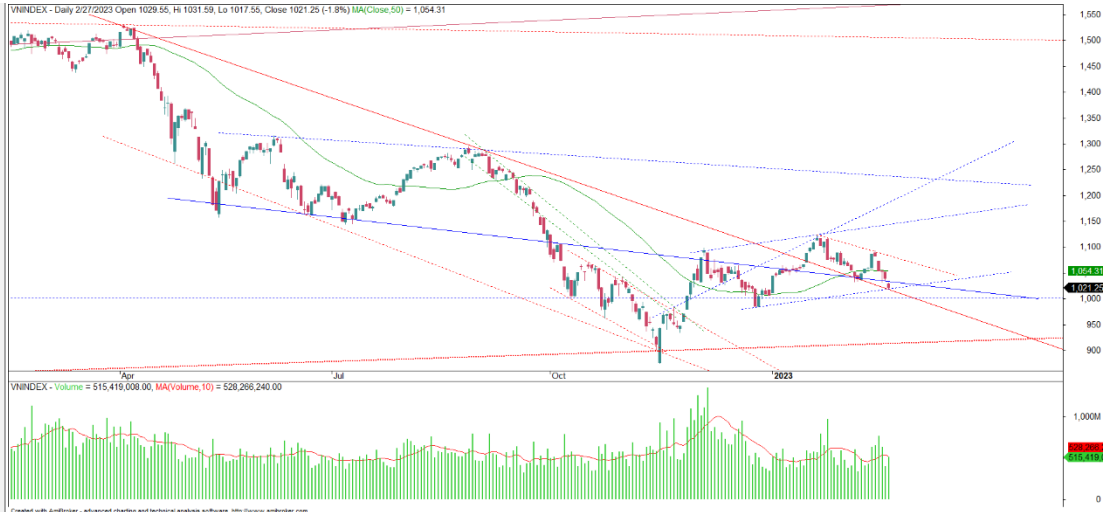 VNINDEX - Daily 2/27/2023 Open 1029.55, Hi 1031.59, Lo 1017.55, Close 1021.25 (-1.8%) MA(Close,50) = 1,054.31
1,550
1,500
1,450
1,400
1,350
1,300
1,250
1,200
1,150
1,100
1,054.31
1,021.25
1,000
950
900
Apr
Jul
Oct
2023
VNINDEX - Volume = 515,419,008.00, MA(Volume,10) = 528,266,240.00
1,000M
528,266,
515,419,0
0
Created with AmiBroker - advanced charting and technical analysis software. http://www.amibroker.com